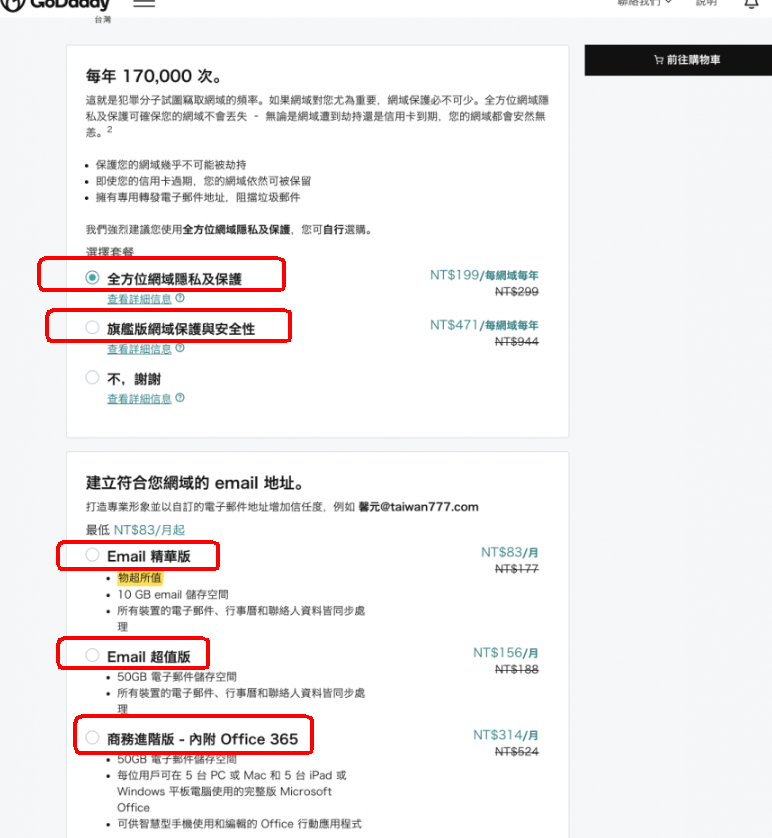 GoDaddy
台灣
聯絡我們
說明
前往購物車
每年 170,000 次。
這就是犯罪分子試圖竊取網域的頻率。如果網域對您尤為重要，網域保護必不可少。全方位網域隱
私及保護可確保您的網域不會丟失 - 無論是網域遭到劫持還是信用卡到期，您的網域都會安然無
恙。2
• 保護您的網域幾乎不可能被劫持
• 即使您的信用卡過期，您的網域依然可被保留
• 擁有專用轉發電子郵件地址，阻擋垃圾郵件
我們強烈建議您使用全方位網域隱私及保護，您可自行選購。
選擇套餐
全方位網域隱私及保護
NT$199/每網域每年
NT$299
查看詳細信息
旗艦版網域保護與安全性
NT$471/每網域每年
NT$944
查看詳細信息
不，謝謝
查看詳細信息
建立符合您網域的 email 地址。
打造專業形象並以自訂的電子郵件地址增加信任度，例如 馨元@taiwan777.com
最低 NT$83/月起
Email 精華版
NT$83/月
NT$177
• 物超所值
• 10 GB email 儲存空間
• 所有裝置的電子郵件、行事曆和聯絡人資料皆同步處
理
Email 超值版
NT$156/月
NT$188
• 50GB 電子郵件儲存空間
• 所有裝置的電子郵件、行事曆和聯絡人資料皆同步處
理
商務進階版 - 內附 Office 365
NT$314/月
NT$524
• 50GB 電子郵件儲存空間
• 每位用戶可在 5 台 PC 或 Mac 和 5 台 iPad 或
Windows 平板電腦使用的完整版 Microsoft
Office
• 可供智慧型手機使用和編輯的 Office 行動應用程式